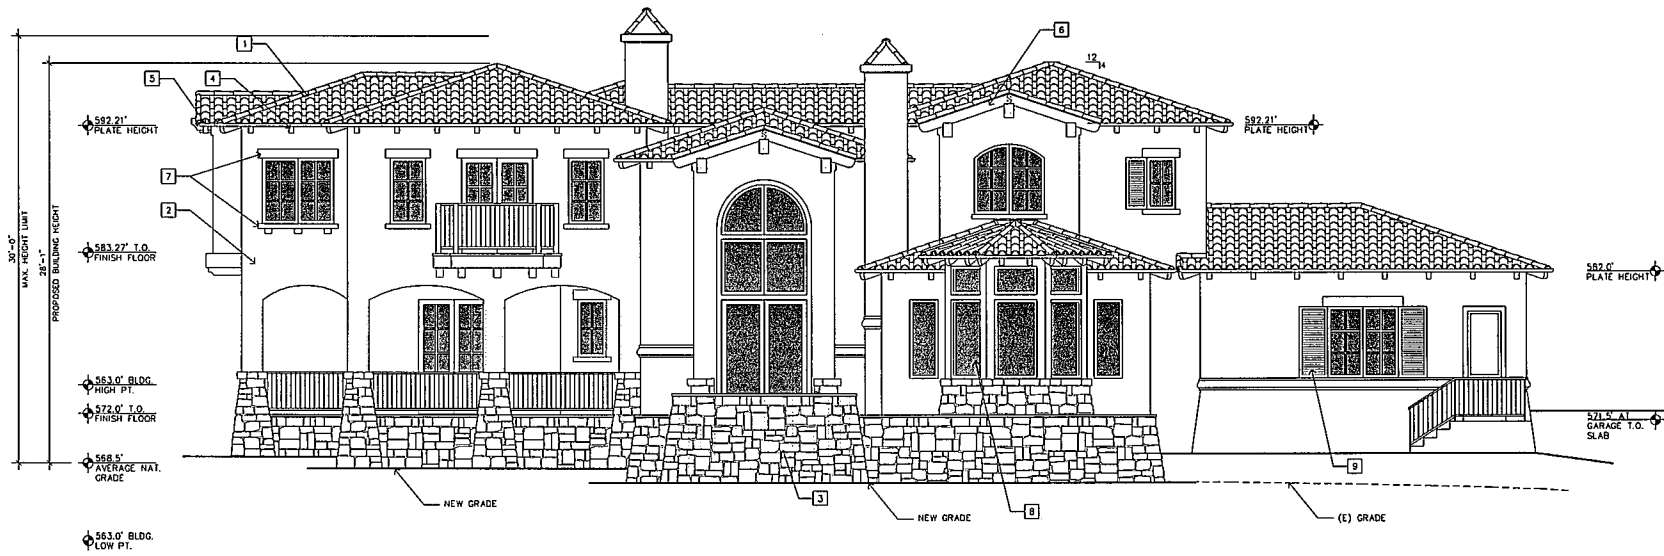 1
6
12
4
5
4
592.21'
PLATE HEIGHT
592.21'
PLATE HEIGHT
7
2
30'-0"
MAX. HEIGHT LIMIT
28'-1"
PROPOSED BUILDING HEIGHT
583.27' T.O.
FINISH FLOOR
582.0'
PLATE HEIGHT
563.0' BLDG.
HIGH PT.
572.0' T.O.
FINISH FLOOR
571.5' AT
GARAGE T.O.
SLAB
568.5'
AVERAGE NAT.
GRADE
9
3
8
NEW GRADE
NEW GRADE
(E) GRADE
563.0' BLDG.
LOW PT.